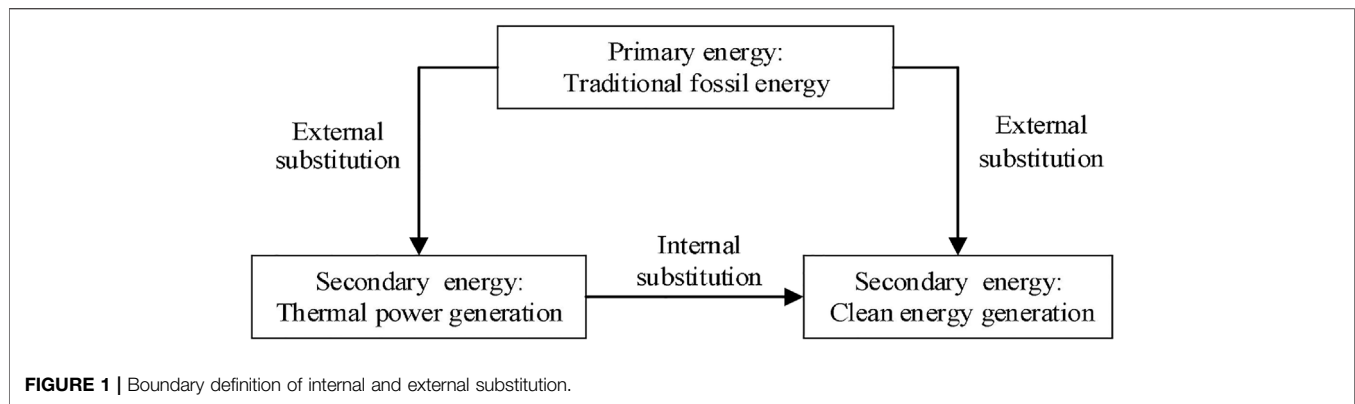 Primary energy:
Traditional fossil energy
External
substitution
External
substitution
Internal
substitution
Secondary energy:
Thermal power generation
Secondary energy:
Clean energy generation
FIGURE 1 | Boundary definition of internal and external substitution.